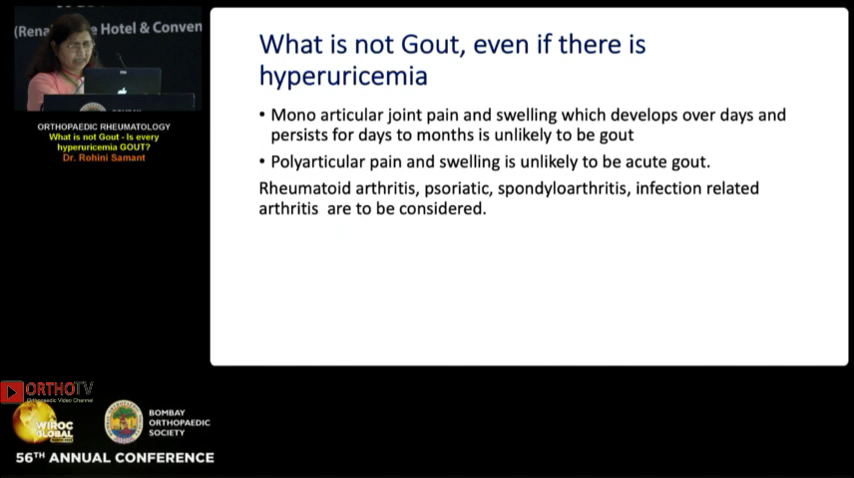 (Rena
e Hotel & Conven
ORTHOPAEDIC RHEUMATOLOGY
What is not Gout - Is every
hyperuricemia GOUT?
Dr. Rohini Samant
What is not Gout, even if there is
hyperuricemia
• Mono articular joint pain and swelling which develops over days and
persists for days to months is unlikely to be gout
• Polyarticular pain and swelling is unlikely to be acute gout.
Rheumatoid arthritis, psoriatic, spondyloarthritis, infection related
arthritis are to be considered.
ORTHOTV
Orthopaedic Video Channel
WIROC
GLOBAL
BOMBAY
ORTHOPAEDIC
SOCIETY
56TH ANNUAL CONFERENCE